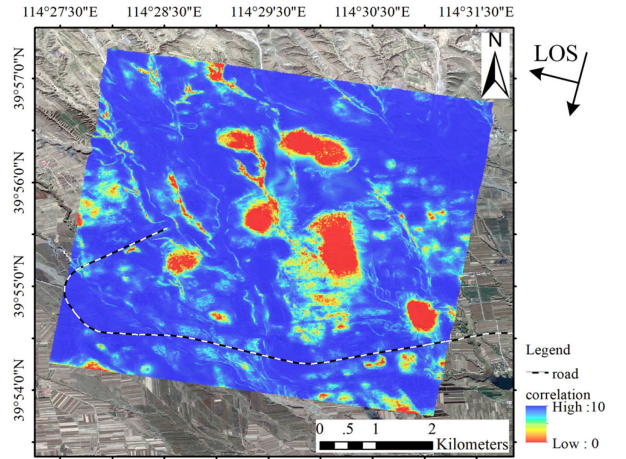 114°27'30"E 114°28'30"E 114°29'30"E 114°30'30"E 114°31'30"E
39°57'0"N
39°56'0"N
39°55'0"N
39°54'0"N
N
LOS
Legend
road
correlation
High :10
Low : 0
0 .5 1 2
Kilometers